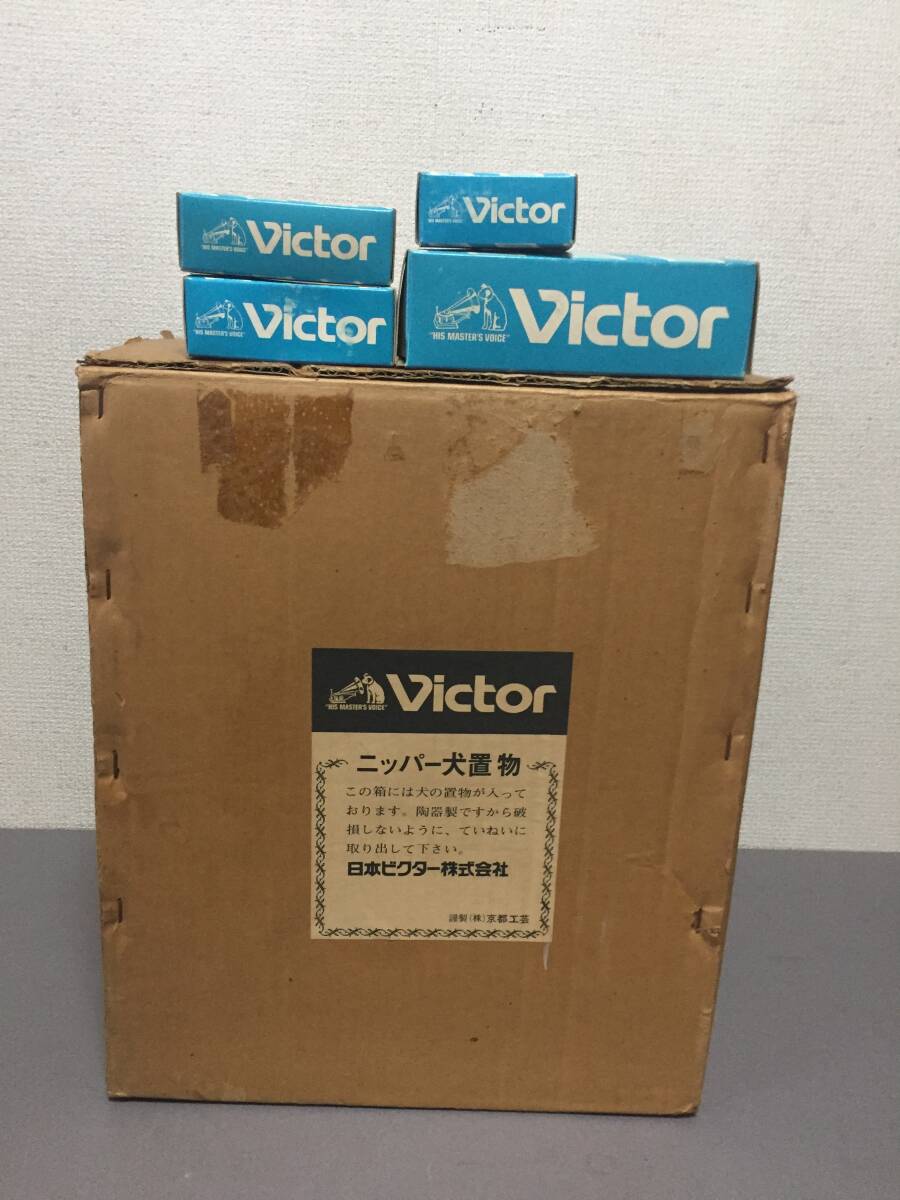 Victor
"HIS MASTER'S VOICE"
Victor
"HIS MASTER'S VOICE"
Victor
Victor
"HIS MASTER'S VOICE"
Victor
"HIS MASTER'S VOICE"
ニッパー犬置物
この箱には犬の置物が入って
おります。陶器製ですから破
損しないように、ていねいに
取り出して下さい。
日本ビクター株式会社
謹製(株)京都工芸